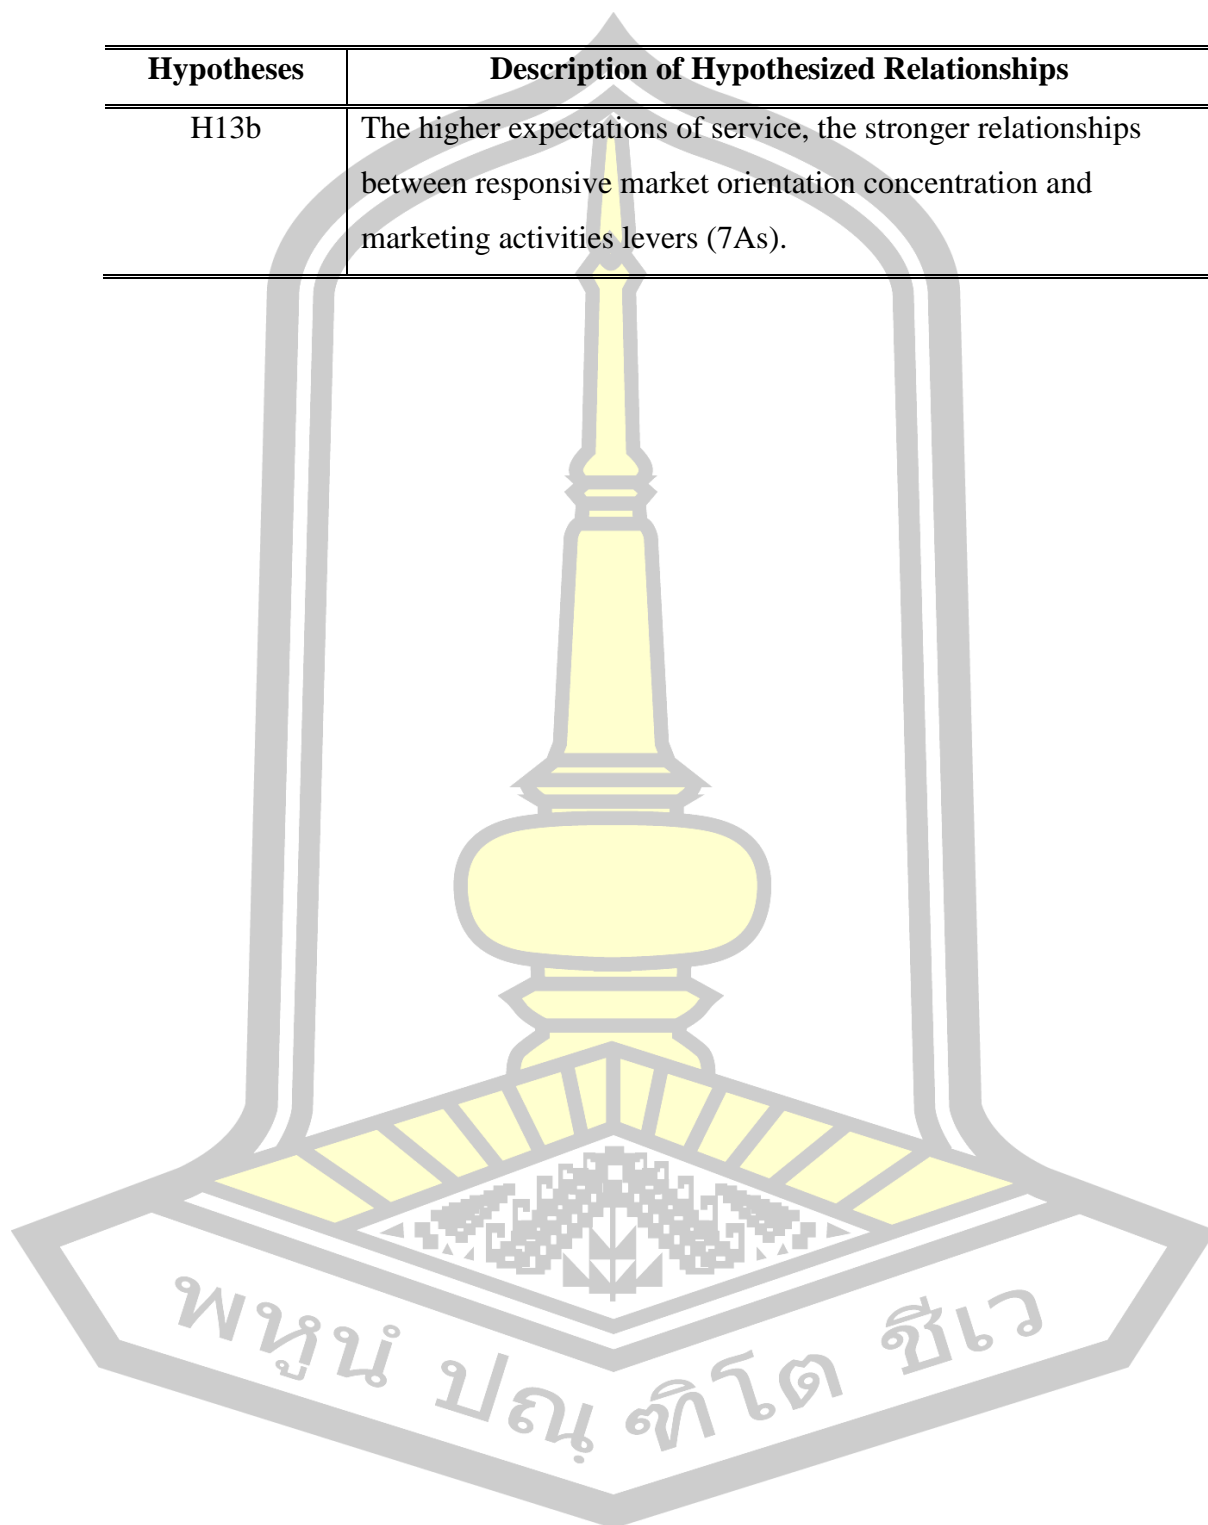 Hypotheses Description of Hypothesized Relationships
H13b The higher expectations of service, the stronger relationships
between responsive market orientation concentration and
marketing activities levers (7As).
พหูนํ ปณฺฑิโต ชีเว